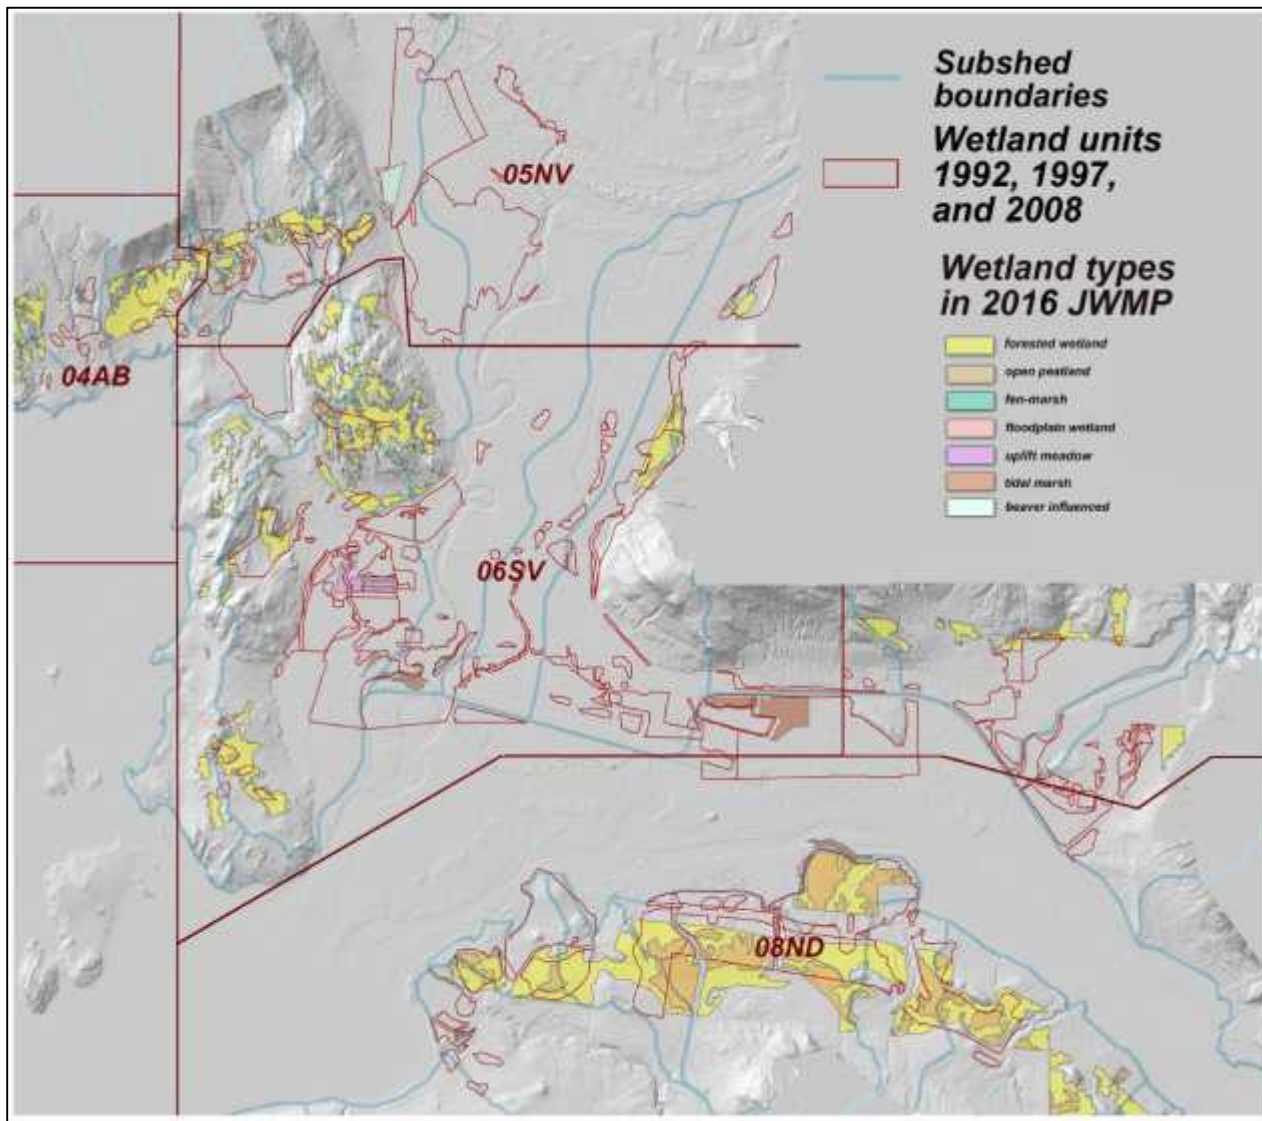 Subshed
boundaries
Wetland units
1992, 1997,
and 2008
Wetland types
in 2016 JWMP
forested wetland
open peatland
fen-marsh
floodplain wetland
uplift meadow
tidal marsh
beaver influenced
05NV
04AB
06SV
08ND